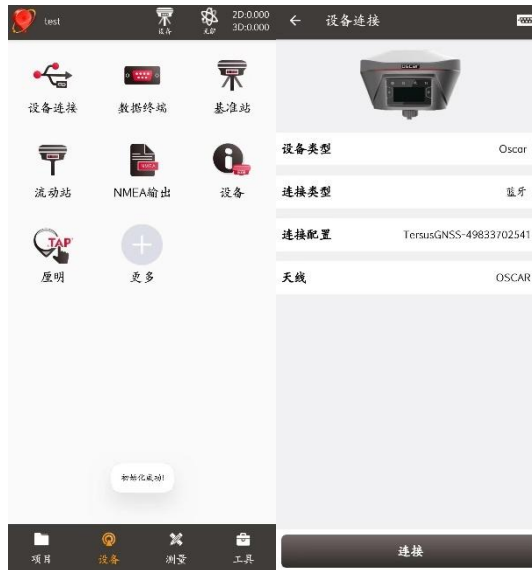 test
设备
2D:0.000
3D:0.000
设备连接
数据终端
基准站
流动站
NMEA输出
设备
厘明
更多
初始化成功!
项目
设备
测量
工具
设备连接
OSCAR
设备类型 Oscar
连接类型 蓝牙
连接配置 TersusGNSS-49833702541
天线 OSCAR
连接